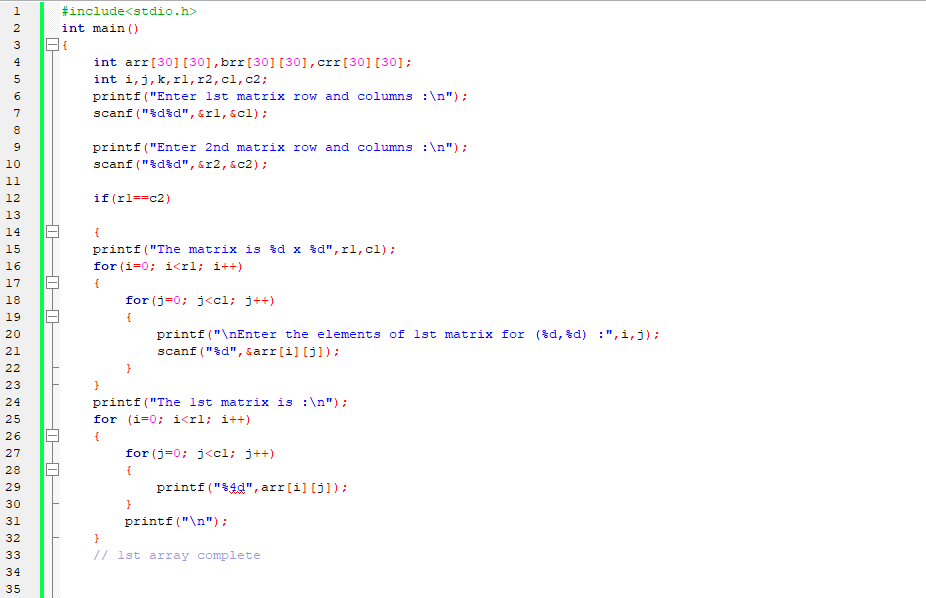 1 #include<stdio.h>
2 int main()
3 {
4 int arr[30][30],brr[30][30],crr[30][30];
5 int i,j,k,r1,r2,c1,c2;
6 printf("Enter 1st matrix row and columns :\n");
7 scanf("%d%d",&r1,&c1);
8
9 printf("Enter 2nd matrix row and columns :\n");
10 scanf("%d%d",&r2,&c2);
11
12 if(r1==c2)
13
14 {
15 printf("The matrix is %d x %d",r1,c1);
16 for(i=0; i<r1; i++)
17 {
18 for(j=0; j<c1; j++)
19 {
20 printf("\nEnter the elements of 1st matrix for (%d,%d) :",i,j);
21 scanf("%d",&arr[i][j]);
22 }
23 }
24 printf("The 1st matrix is :\n");
25 for (i=0; i<r1; i++)
26 {
27 for(j=0; j<c1; j++)
28 {
29 printf("%4d",arr[i][j]);
30 }
31 printf("\n");
32 }
33 // 1st array complete
34
35